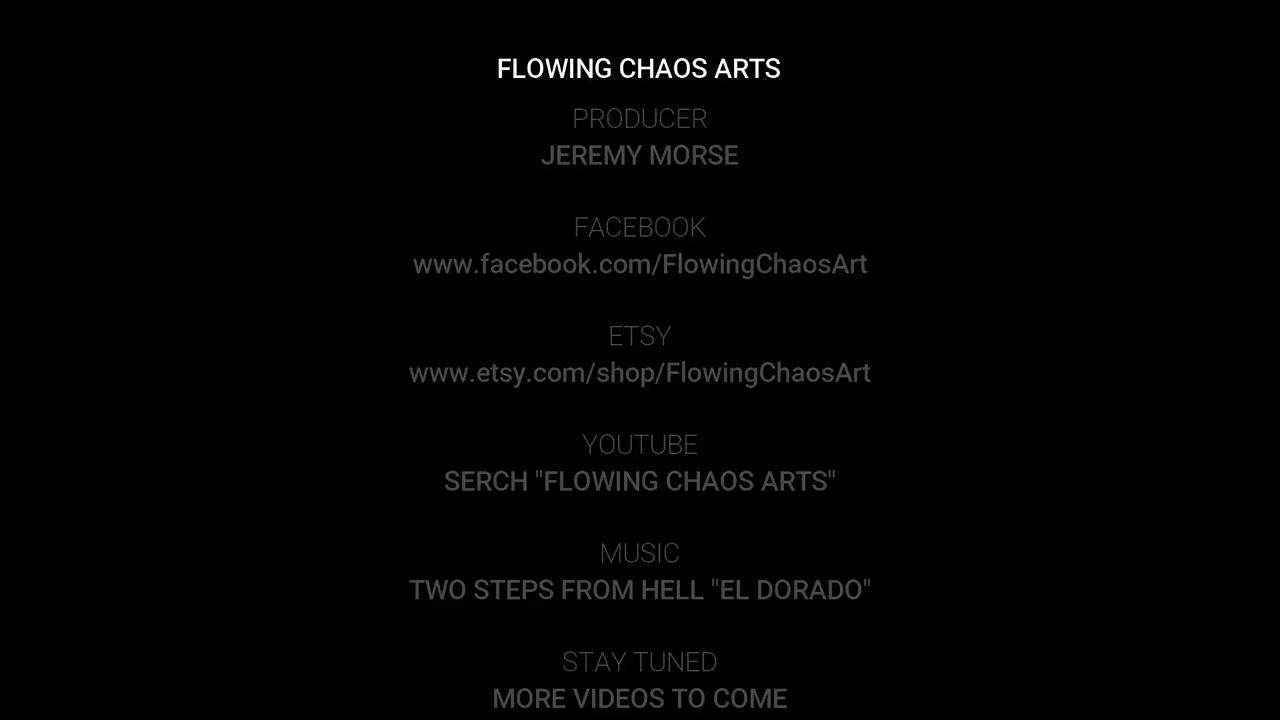 FLOWING CHAOS ARTS
PRODUCER
JEREMY MORSE
FACEBOOK
www.facebook.com/FlowingChaosArt
ETSY
www.etsy.com/shop/FlowingChaosArt
YOUTUBE
SERCH "FLOWING CHAOS ARTS"
MUSIC
TWO STEPS FROM HELL "EL DORADO"
STAY TUNED
MORE VIDEOS TO COME